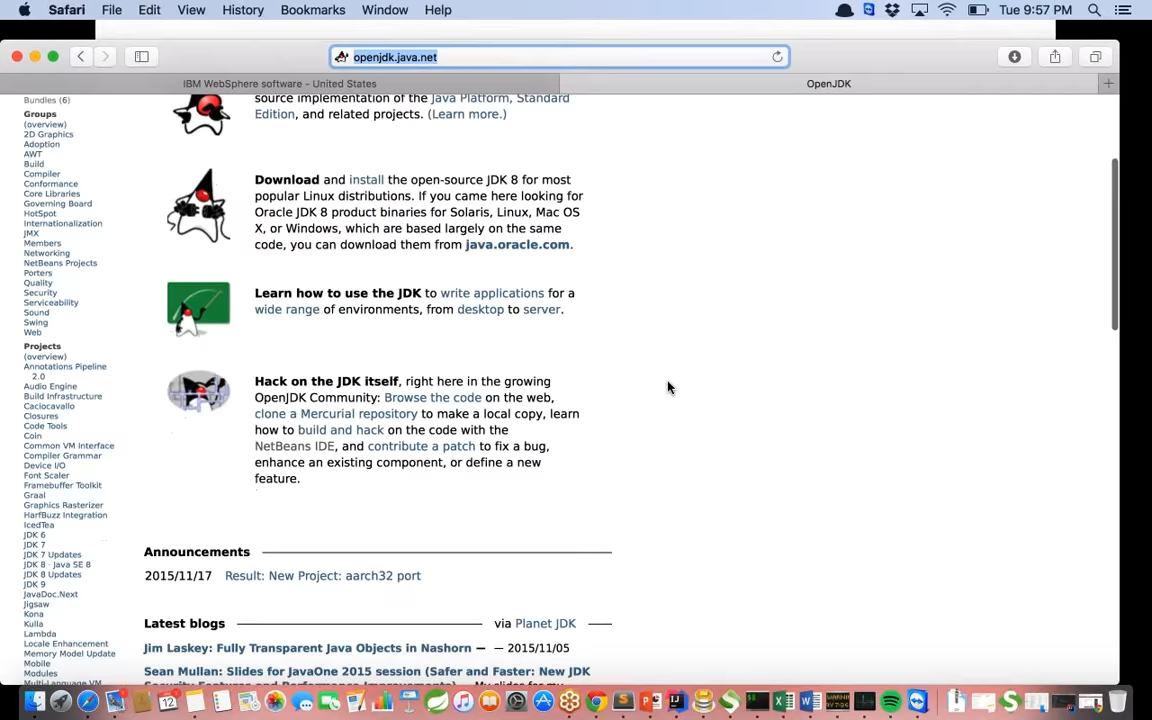 Safari File Edit View History Bookmarks Window Help Tue 9:57 PM
openjdk.java.net
IBM WebSphere software - United States OpenJDK
Bundles (6)
Groups
(overview)
2D Graphics
Adoption
AWT
Build
Compiler
Conformance
Core Libraries
Governing Board
HotSpot
Internationalization
JMX
Members
Networking
NetBeans Projects
Porters
Quality
Security
Serviceability
Sound
Swing
Web
Projects
(overview)
Annotations Pipeline
2.0
Audio Engine
Build Infrastructure
Caciocavallo
Closures
Code Tools
Coin
Common VM Interface
Compiler Grammar
Device I/O
Font Scaler
Framebuffer Toolkit
Graal
Graphics Rasterizer
HarfBuzz Integration
IcedTea
JDK 6
JDK 7
JDK 7 Updates
JDK 8 · Java SE 8
JDK 8 Updates
JDK 9
JavaDoc.Next
Jigsaw
Kona
Kulla
Lambda
Locale Enhancement
Memory Model Update
Mobile
Modules
Multi-Language VM
source implementation of the Java Platform, Standard
Edition, and related projects. (Learn more.)
Download and install the open-source JDK 8 for most
popular Linux distributions. If you came here looking for
Oracle JDK 8 product binaries for Solaris, Linux, Mac OS
X, or Windows, which are based largely on the same
code, you can download them from java.oracle.com.
Learn how to use the JDK to write applications for a
wide range of environments, from desktop to server.
Hack on the JDK itself, right here in the growing
OpenJDK Community: Browse the code on the web,
clone a Mercurial repository to make a local copy, learn
how to build and hack on the code with the
NetBeans IDE, and contribute a patch to fix a bug,
enhance an existing component, or define a new
feature.
Announcements
2015/11/17 Result: New Project: aarch32 port
Latest blogs via Planet JDK
Jim Laskey: Fully Transparent Java Objects in Nashorn — — 2015/11/05
Sean Mullan: Slides for JavaOne 2015 session (Safer and Faster: New JDK